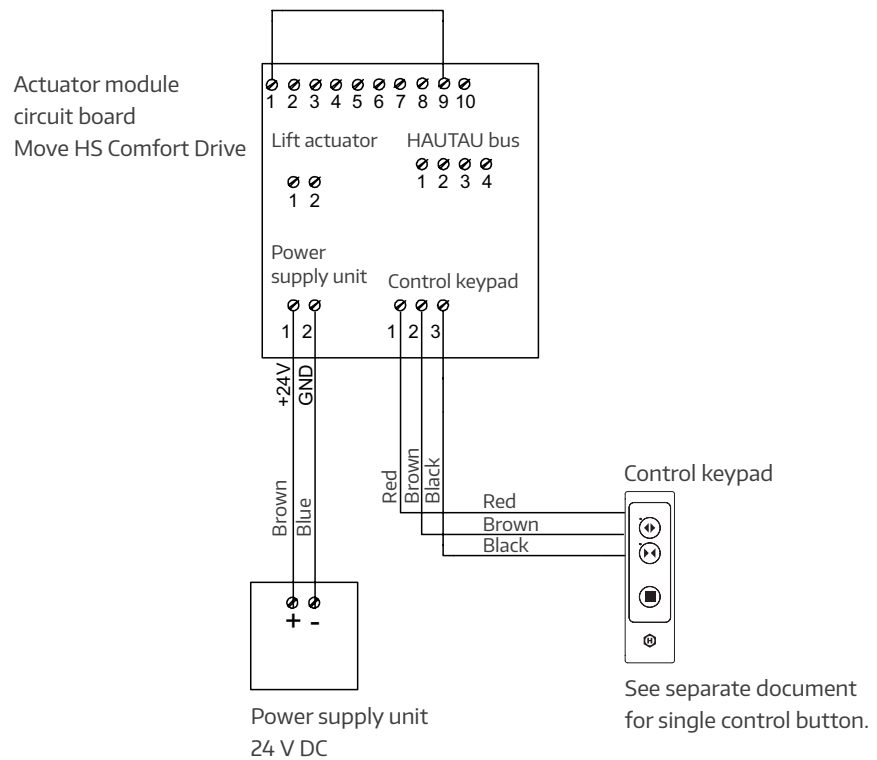 Actuator module
circuit board
Move HS Comfort Drive
1 2 3 4 5 6 7 8 9 10
Lift actuator
HAUTAU bus
1 2 3 4
1 2
Power
supply unit
Control keypad
1 2
1 2 3
+24V
GND
Brown
Blue
Red
Brown
Black
Red
Brown
Black
Control keypad
H
+ -
Power supply unit
24 V DC
See separate document
for single control button.